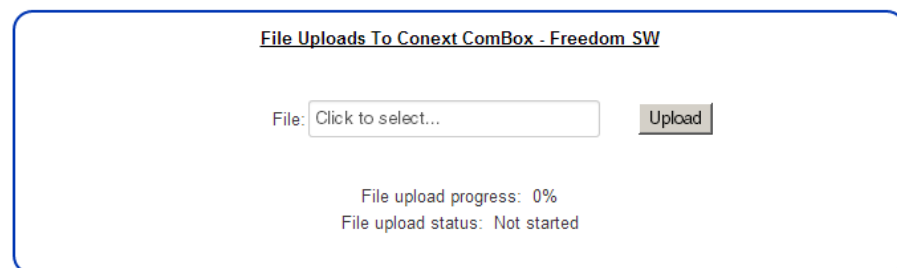 File Uploads To Conext ComBox - Freedom SW
File: Click to select... Upload
File upload progress: 0%
File upload status: Not started